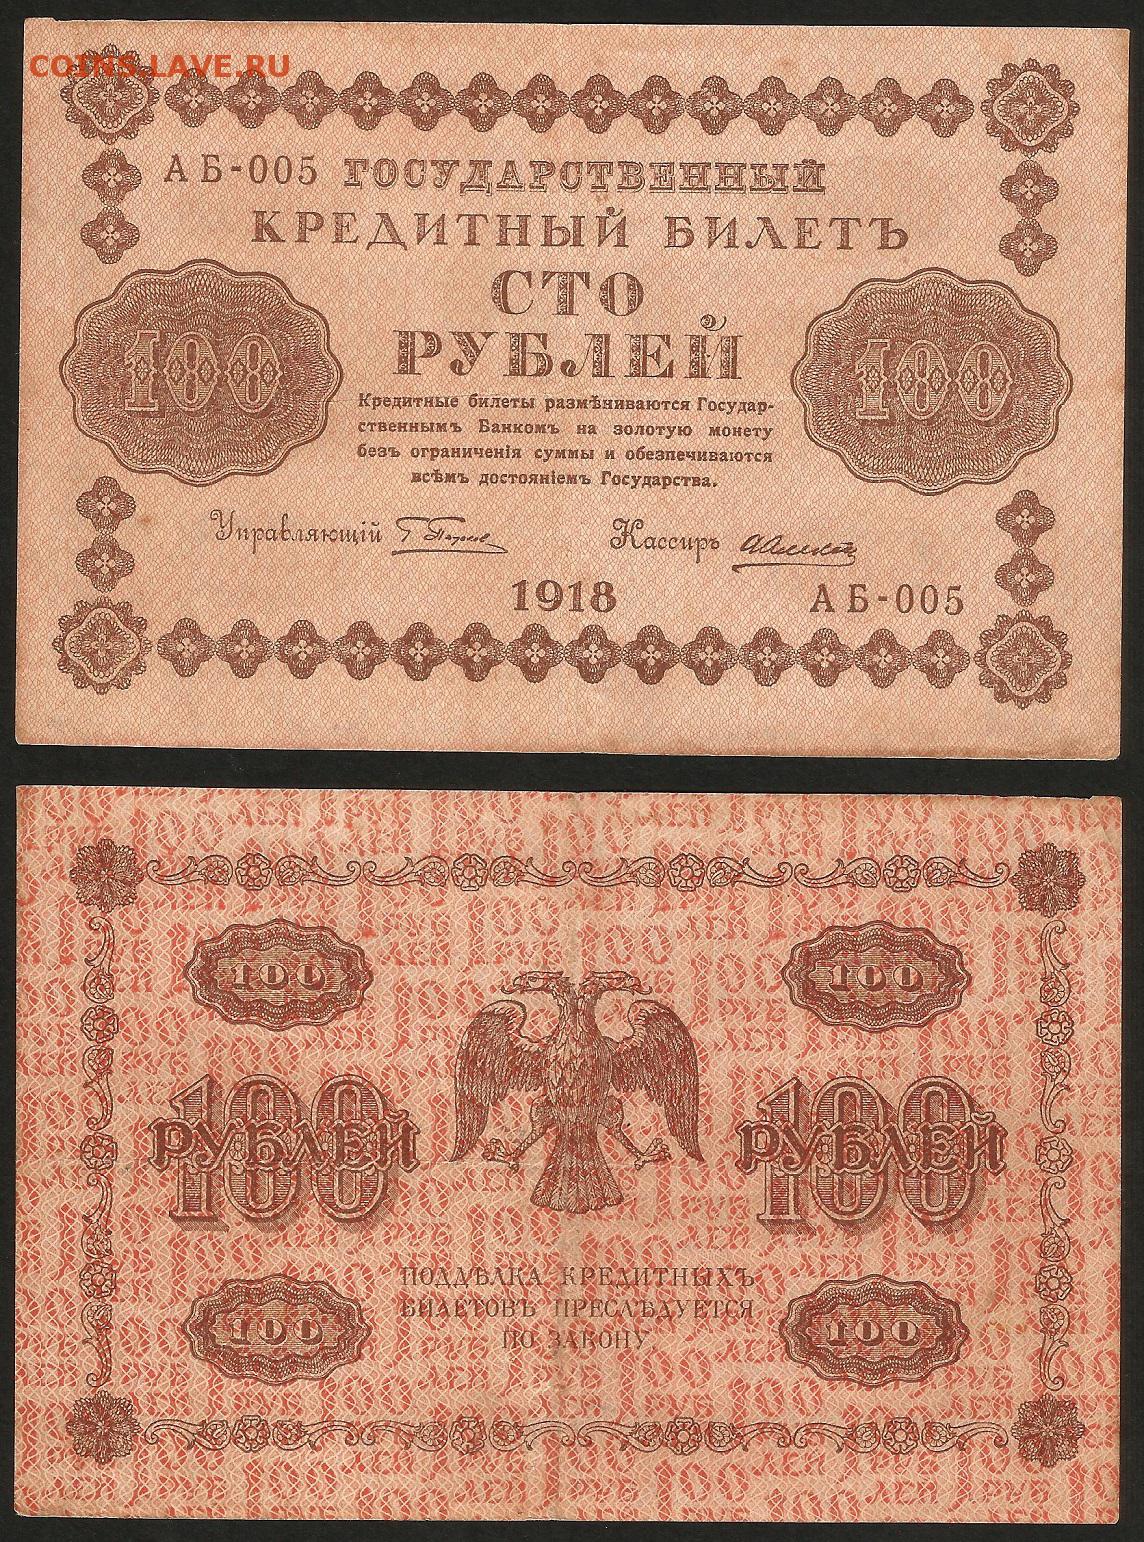 COINS.LAVE.RU
АБ-005 ГОСУДАРСТВЕННЫЙ
КРЕДИТНЫЙ БИЛЕТЪ
СТО
РУБЛЕЙ
100 100
Кредитные билеты размѣниваются Государ-
ственнымъ Банкомъ на золотую монету
безъ ограниченія суммы и обезпечиваются
всѣмъ достояніемъ Государства.
Управляющій Кассиръ
1918 АБ-005
100 100
100 100
РУБЛЕЙ РУБЛЕЙ
ПОДДѢЛКА КРЕДИТНЫХЪ
БИЛЕТОВЪ ПРЕСЛѢДУЕТСЯ
ПО ЗАКОНУ.
100 100